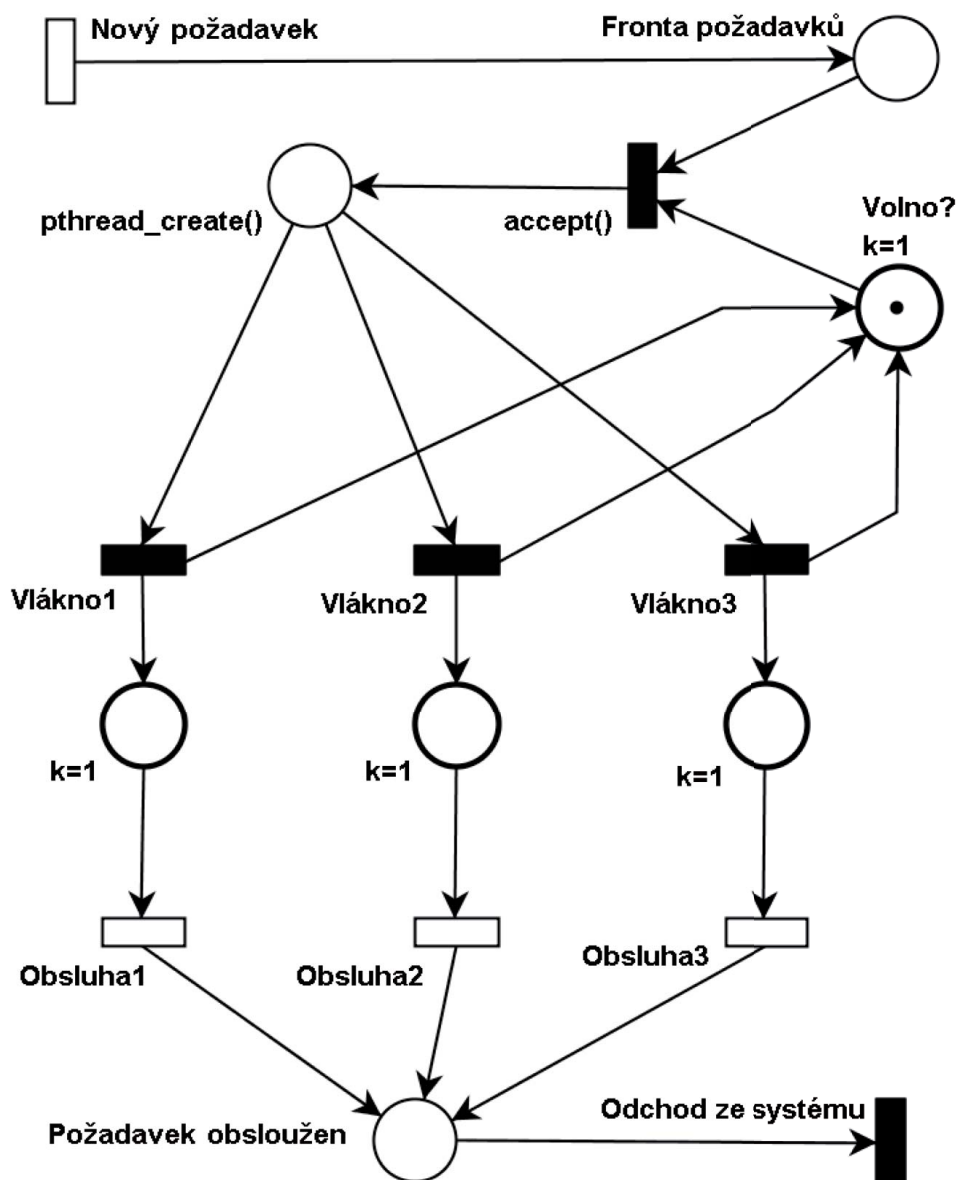 Nový požadavek
Fronta požadavků
pthread_create()
accept()
Volno?
k=1
Vlákno1
Vlákno2
Vlákno3
k=1
k=1
k=1
Obsluha1
Obsluha2
Obsluha3
Požadavek obsloužen
Odchod ze systému